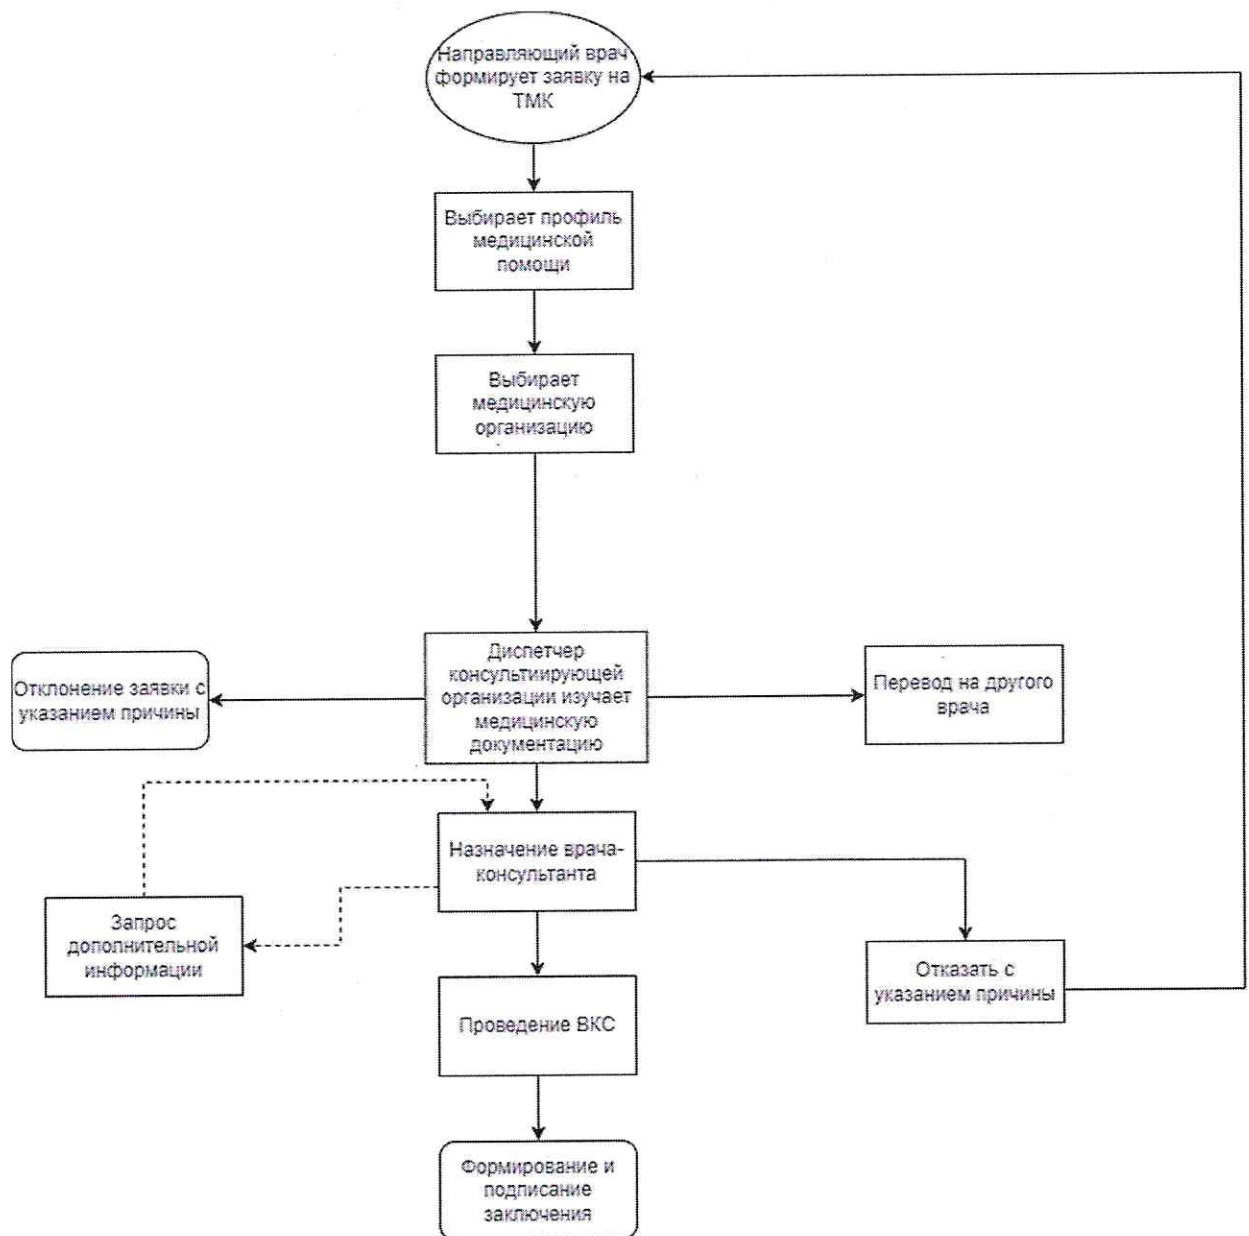 Направляющий врач
формирует заявку на
ТМК
Выбирает профиль
медицинской
помощи
Выбирает
медицинскую
организацию
Диспетчер
консультиирующей
организации изучает
медицинскую
документацию
Отклонение заявки с
указанием причины
Перевод на другого
врача
Назначение врача-
консультанта
Запрос
дополнительной
информации
Отказать с
указанием причины
Проведение ВКС
Формирование и
подписание
заключения